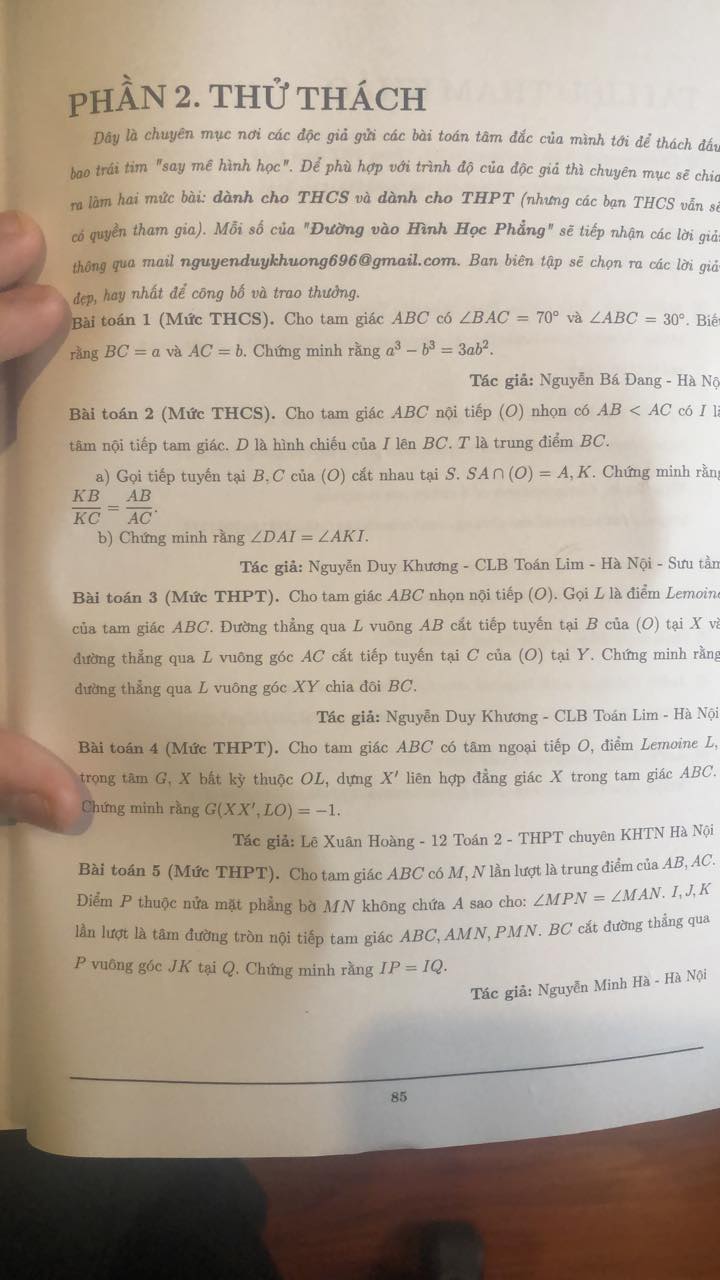 PHẦN 2. THỬ THÁCH
Đây là chuyên mục nơi các độc giả gửi các bài toán tâm đắc của mình tới để thách đấu
bao trái tim "say mê hình học". Để phù hợp với trình độ của độc giả thì chuyên mục sẽ chia
ra làm hai mức bài: dành cho THCS và dành cho THPT (nhưng các bạn THCS vẫn sẽ
có quyền tham gia). Mỗi số của "Đường vào Hình Học Phẳng" sẽ tiếp nhận các lời giải
thông qua mail nguyenduykhuong696@gmail.com. Ban biên tập sẽ chọn ra các lời giải
đẹp, hay nhất để công bố và trao thưởng.
Bài toán 1 (Mức THCS). Cho tam giác ABC có ∠BAC = 70° và ∠ABC = 30°. Biết
rằng BC = a và AC = b. Chứng minh rằng a³ − b³ = 3ab².
Tác giả: Nguyễn Bá Đang - Hà Nộ
Bài toán 2 (Mức THCS). Cho tam giác ABC nội tiếp (O) nhọn có AB < AC có I là
tâm nội tiếp tam giác. D là hình chiếu của I lên BC. T là trung điểm BC.
a) Gọi tiếp tuyến tại B, C của (O) cắt nhau tại S. SA∩(O) = A, K. Chứng minh rằng
KB/KC = AB/AC.
b) Chứng minh rằng ∠DAI = ∠AKI.
Tác giả: Nguyễn Duy Khương - CLB Toán Lim - Hà Nội - Sưu tầm
Bài toán 3 (Mức THPT). Cho tam giác ABC nhọn nội tiếp (O). Gọi L là điểm Lemoine
của tam giác ABC. Đường thẳng qua L vuông AB cắt tiếp tuyến tại B của (O) tại X và
đường thẳng qua L vuông góc AC cắt tiếp tuyến tại C của (O) tại Y. Chứng minh rằng
đường thẳng qua L vuông góc XY chia đôi BC.
Tác giả: Nguyễn Duy Khương - CLB Toán Lim - Hà Nội
Bài toán 4 (Mức THPT). Cho tam giác ABC có tâm ngoại tiếp O, điểm Lemoine L,
trọng tâm G, X bất kỳ thuộc OL, dựng X′ liên hợp đẳng giác X trong tam giác ABC.
Chứng minh rằng G(XX′, LO) = −1.
Tác giả: Lê Xuân Hoàng - 12 Toán 2 - THPT chuyên KHTN Hà Nội
Bài toán 5 (Mức THPT). Cho tam giác ABC có M, N lần lượt là trung điểm của AB, AC.
Điểm P thuộc nửa mặt phẳng bờ MN không chứa A sao cho: ∠MPN = ∠MAN. I, J, K
lần lượt là tâm đường tròn nội tiếp tam giác ABC, AMN, PMN. BC cắt đường thẳng qua
P vuông góc JK tại Q. Chứng minh rằng IP = IQ.
Tác giả: Nguyễn Minh Hà - Hà Nội
85